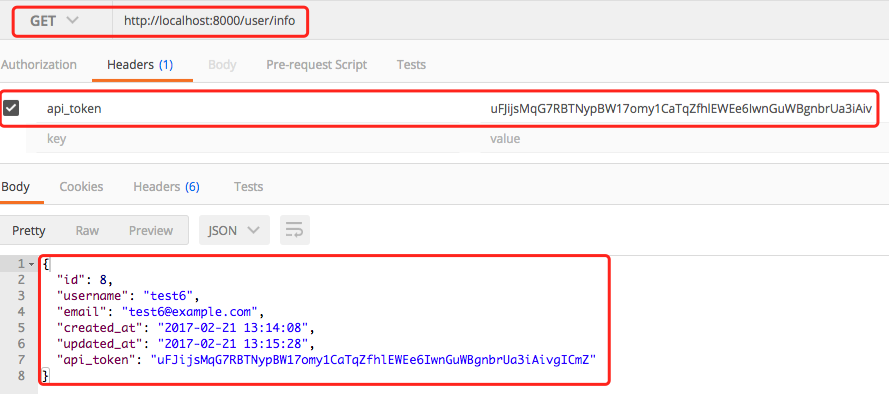 GET http://localhost:8000/user/info
Authorization Headers (1) Body Pre-request Script Tests
api_token uFJijsMqG7RBTNypBW17omy1CaTqZfhlEWEe6IwnGuWBgnbrUa3iAiv
key value
Body Cookies Headers (6) Tests
Pretty Raw Preview JSON
1 {
2 "id": 8,
3 "username": "test6",
4 "email": "test6@example.com",
5 "created_at": "2017-02-21 13:14:08",
6 "updated_at": "2017-02-21 13:15:28",
7 "api_token": "uFJijsMqG7RBTNypBW17omy1CaTqZfhlEWEe6IwnGuWBgnbrUa3iAivgICmZ"
8 }